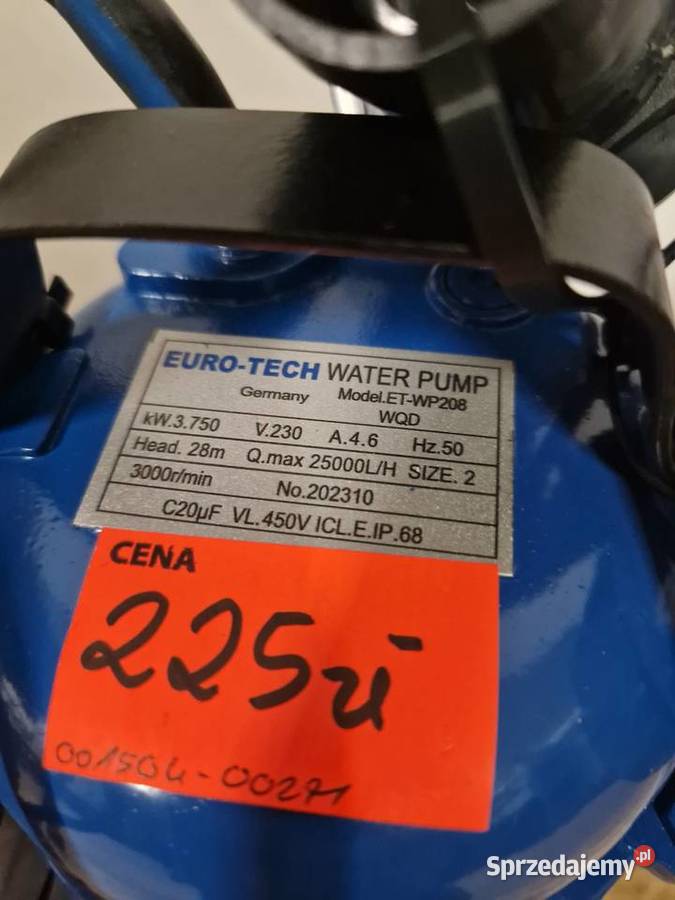 EURO-TECH WATER PUMP
Germany Model.ET-WP208
WQD
kW.3.750 V.230 A.4.6 Hz.50
Head. 28m Q.max 25000L/H SIZE. 2
3000r/min No.202310
C20µF VL.450V ICL.E.IP.68
CENA
225zł
001504-00271
Sprzedajemy.pl